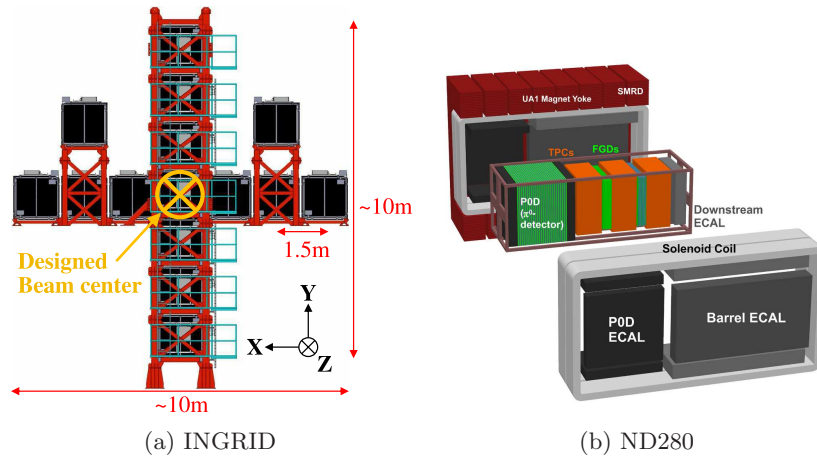 ~10m
1.5m
Designed
Beam center
Y
X
Z
~10m
(a) INGRID
SMRD
UA1 Magnet Yoke
TPCs
FGDs
P0D
(π⁰-
detector)
Downstream
ECAL
Solenoid Coil
P0D
ECAL
Barrel ECAL
(b) ND280